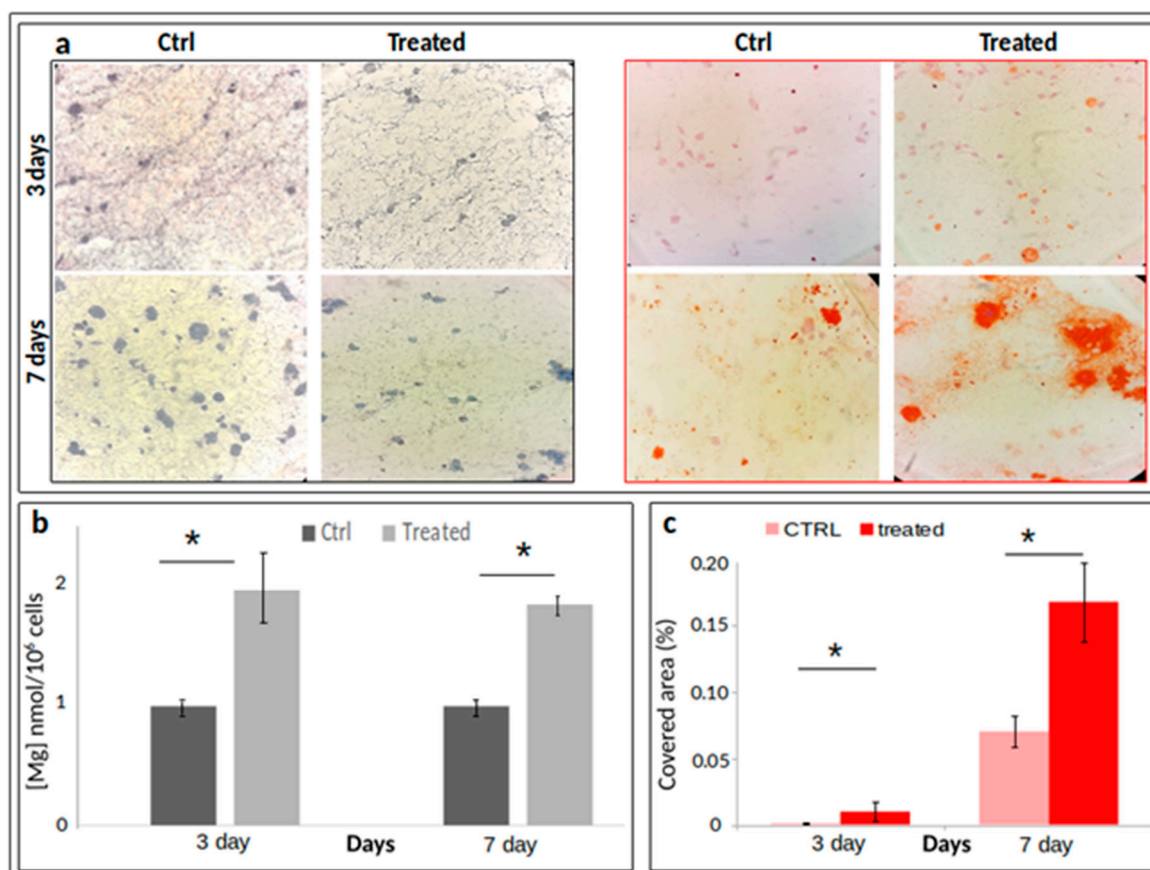 a
Ctrl Treated Ctrl Treated
3 days
7 days
b
Ctrl Treated
* *
[Mg] nmol/10⁶ cells
2
1
0
3 day Days 7 day
c
CTRL treated
* *
Covered area (%)
0.20
0.15
0.10
0.05
0
3 day Days 7 day